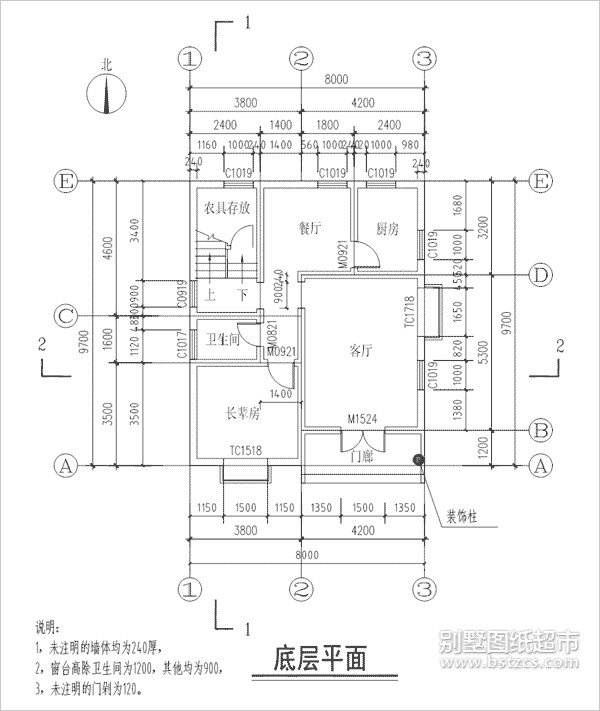 1
1 2 3
北
8000
3800 4200
2400 1400 1800 2400
1160 1000 240 1400 560 1000 240 120 1000 980
240 240
C1019 C1019 C1019
E E
农具存放 餐厅 厨房
M0921
C1019
上 下
240
900
D
C0919
TC1718
C
卫生间
M0821
M0921
C1017
客厅
C1019
1400
长辈房
M1524
TC1518
门廊
B
A A
装饰柱
4600 3500 1600
9700
3400 900 1120 3500
1680 1000 1650 820 1000 1380
3200 5300 1200
9700
2 2
1150 1500 1150 1350 1500 1350
3800 4200
8000
1 2 3
1
说明:
1，未注明的墙体均为240厚，
2，窗台高除卫生间为1200，其他均为900，
3，未注明的门剁为120。
底层平面
别墅图纸超市
www.bstzcs.com